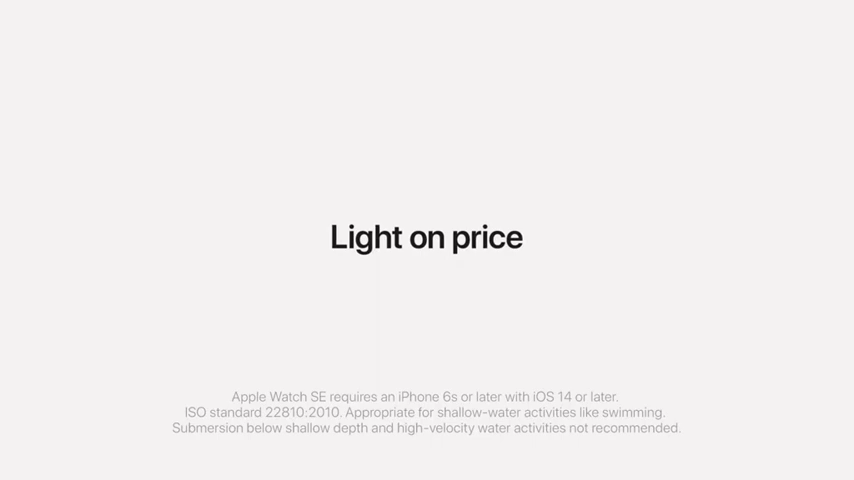 Light on price
Apple Watch SE requires an iPhone 6s or later with iOS 14 or later.
ISO standard 22810:2010. Appropriate for shallow-water activities like swimming.
Submersion below shallow depth and high-velocity water activities not recommended.